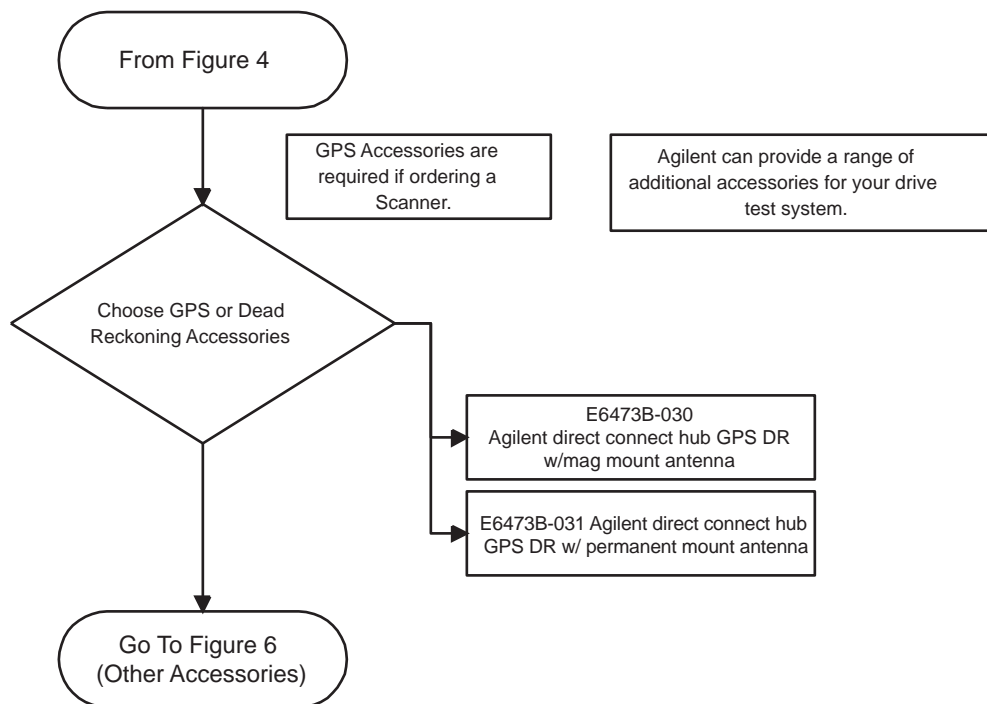 From Figure 4
GPS Accessories are
required if ordering a
Scanner.
Agilent can provide a range of
additional accessories for your drive
test system.
Choose GPS or Dead
Reckoning Accessories
E6473B-030
Agilent direct connect hub GPS DR
w/mag mount antenna
E6473B-031 Agilent direct connect hub
GPS DR w/ permanent mount antenna
Go To Figure 6
(Other Accessories)